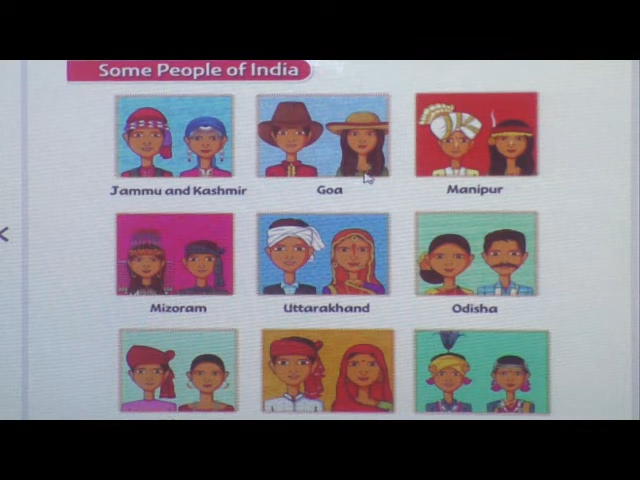 Some People of India
Jammu and Kashmir
Goa
Manipur
Mizoram
Uttarakhand
Odisha